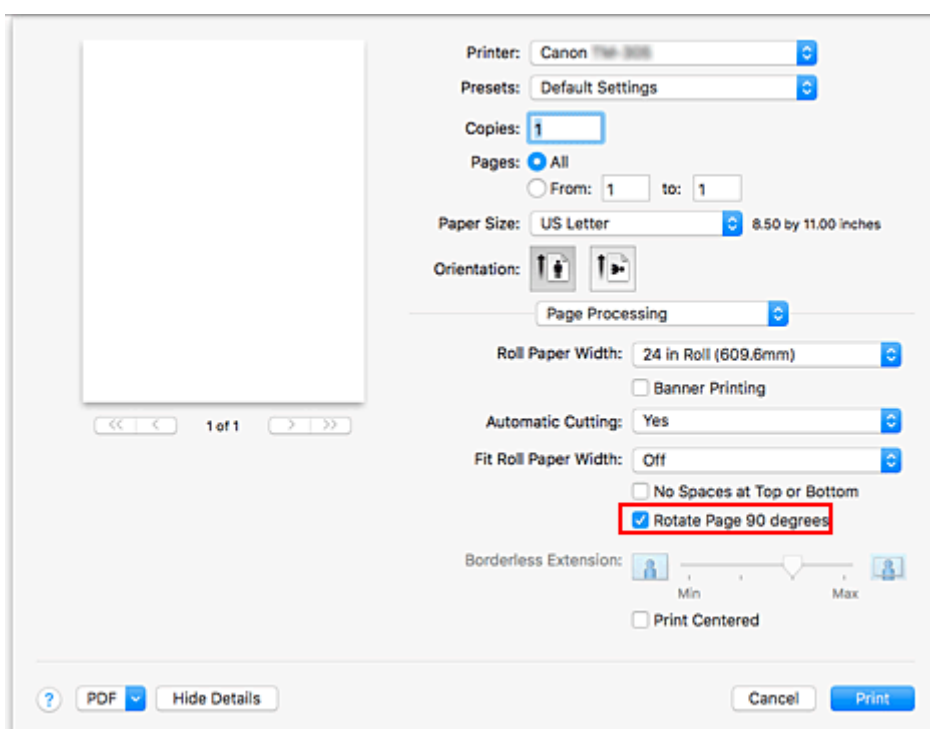 Printer: Canon
Presets: Default Settings
Copies: 1
Pages: All
From: 1 to: 1
Paper Size: US Letter 8.50 by 11.00 inches
Orientation:
Page Processing
Roll Paper Width: 24 in Roll (609.6mm)
Banner Printing
<< < 1 of 1 > >>
Automatic Cutting: Yes
Fit Roll Paper Width: Off
No Spaces at Top or Bottom
Rotate Page 90 degrees
Borderless Extension:
Min Max
Print Centered
? PDF Hide Details Cancel Print